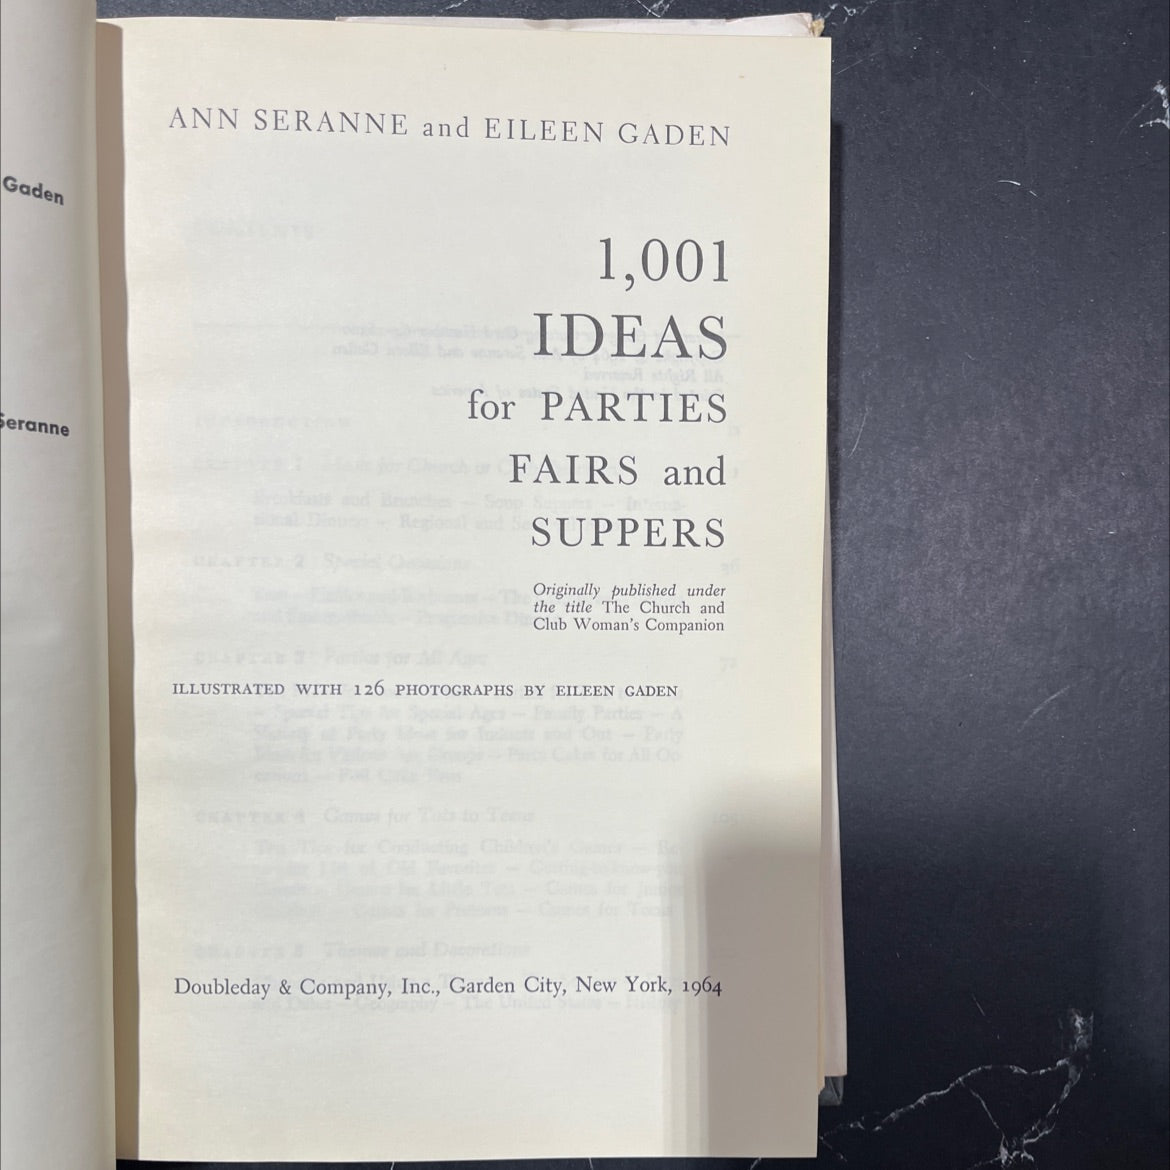 Gaden
Seranne
ANN SERANNE and EILEEN GADEN
1,001
IDEAS
for PARTIES
FAIRS and
SUPPERS
Originally published under
the title The Church and
Club Woman's Companion
ILLUSTRATED WITH 126 PHOTOGRAPHS BY EILEEN GADEN
Doubleday & Company, Inc., Garden City, New York, 1964